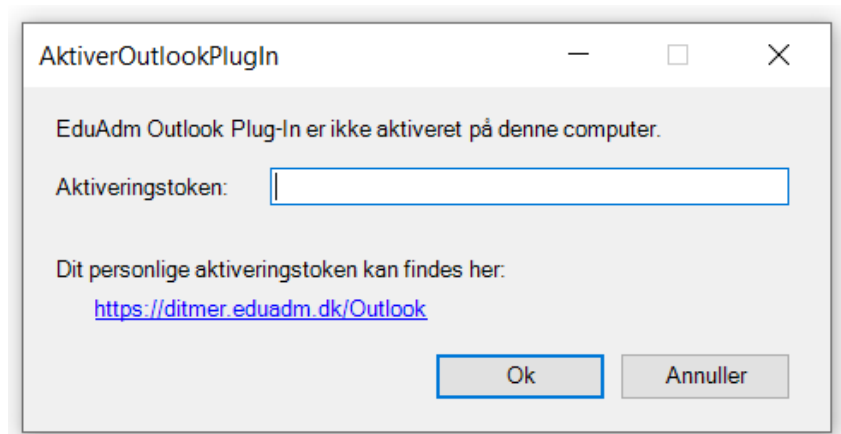 AktiverOutlookPlugIn
EduAdm Outlook Plug-In er ikke aktiveret på denne computer.
Aktiveringstoken:
Dit personlige aktiveringstoken kan findes her:
https://ditmer.eduadm.dk/Outlook
Ok Annuller